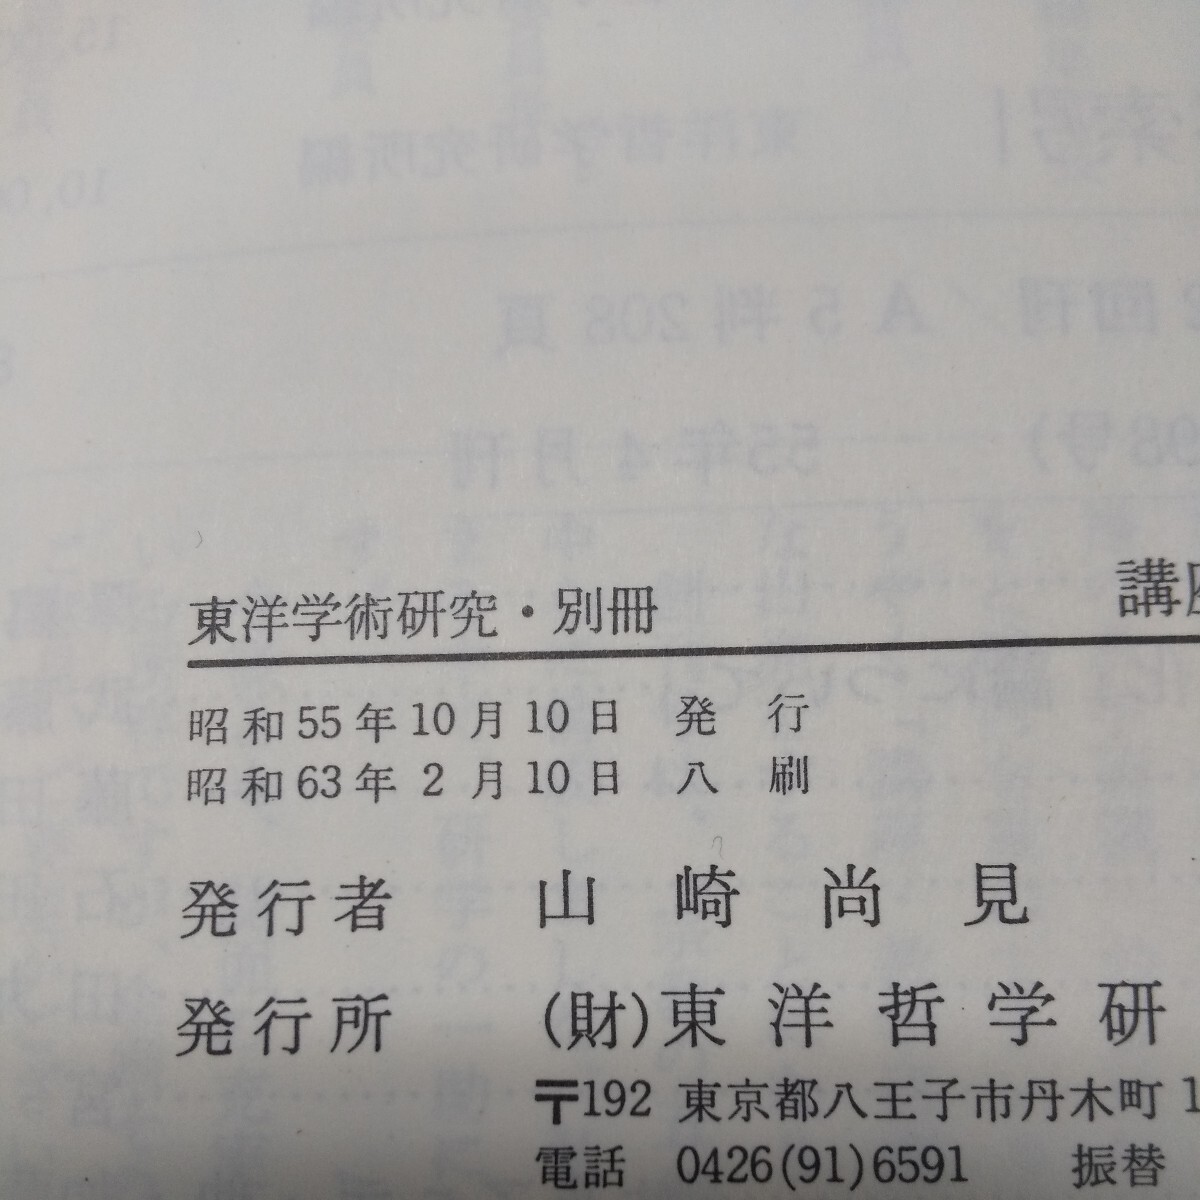 東洋学術研究・別冊
講座
昭和55年10月10日 発行
昭和63年2月10日 八刷
発行者 山崎尚見
発行所 (財)東洋哲学研
〒192 東京都八王子市丹木町1
電話 0426(91)6591 振替